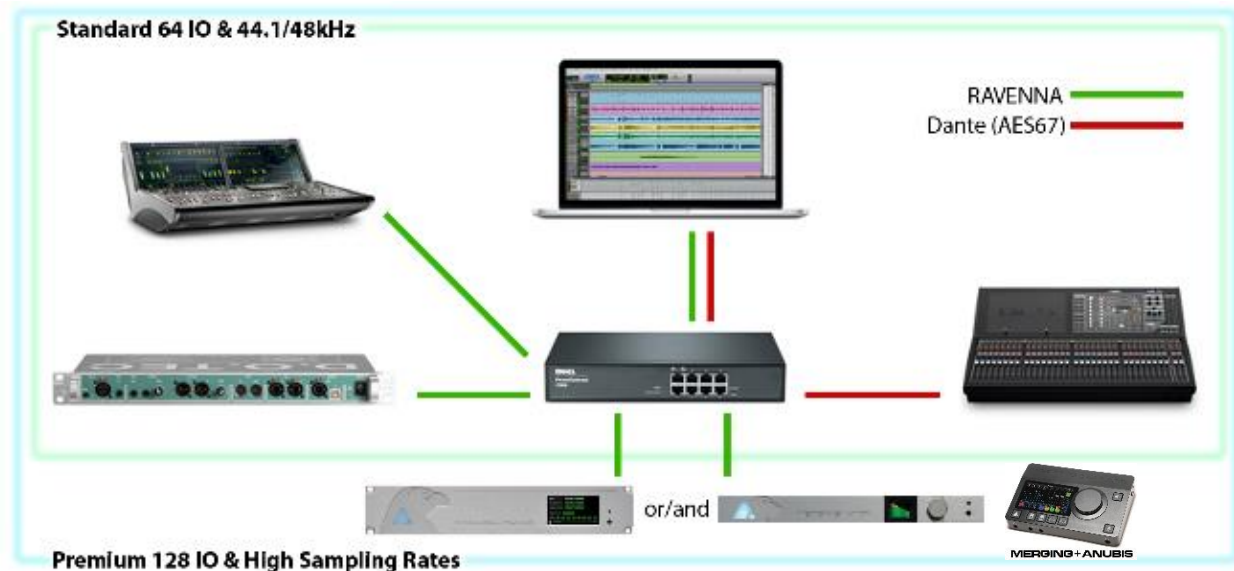 Standard 64 IO & 44.1/48kHz
RAVENNA
Dante (AES67)
or/and
MERGING+ANUBIS
Premium 128 IO & High Sampling Rates